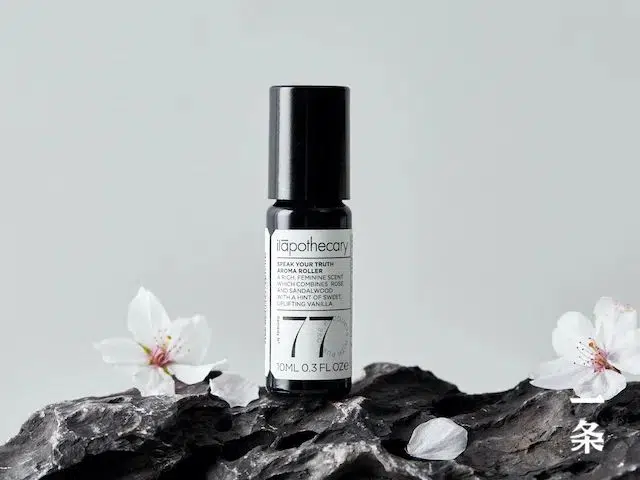 ilāpothecary
SPEAK YOUR TRUTH
AROMA ROLLER
A RICH, FEMININE SCENT
WHICH COMBINES ROSE
AND SANDALWOOD
WITH A HINT OF SWEET,
UPLIFTING VANILLA.
77
10ML 0.3 FL OZ℮
一条